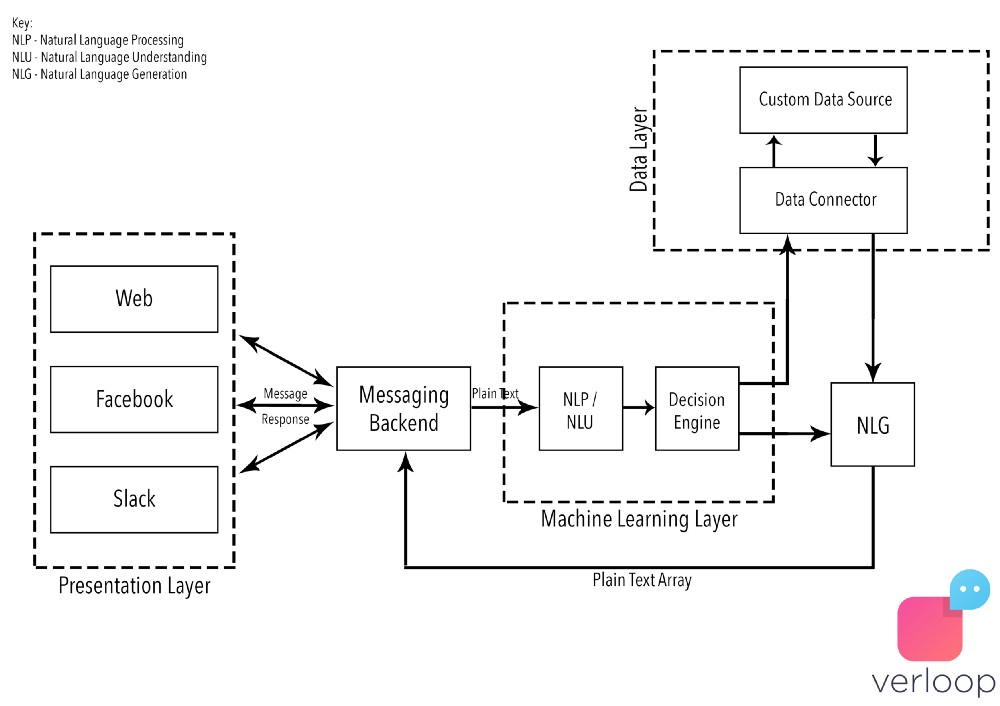 Key:
NLP - Natural Language Processing
NLU - Natural Language Understanding
NLG - Natural Language Generation
Custom Data Source
Data Layer
Data Connector
Web
Facebook
Slack
Presentation Layer
Message
Response
Messaging
Backend
Plain Text
NLP /
NLU
Decision
Engine
Machine Learning Layer
NLG
Plain Text Array
verloop